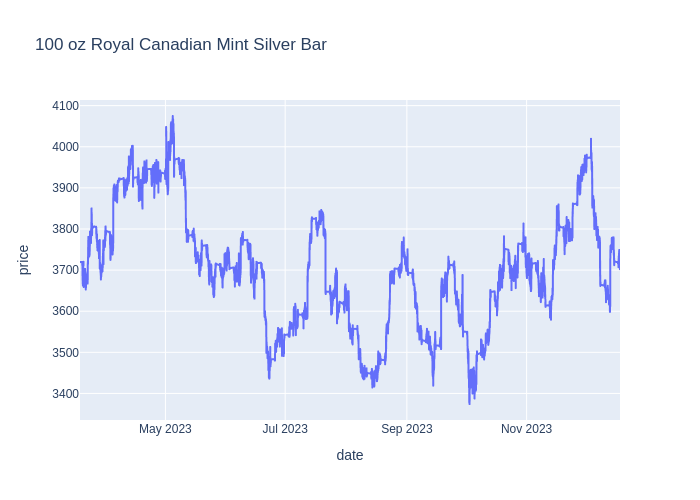 100 oz Royal Canadian Mint Silver Bar
4100
4000
3900
3800
3700
3600
3500
3400
price
May 2023
Jul 2023
Sep 2023
Nov 2023
date